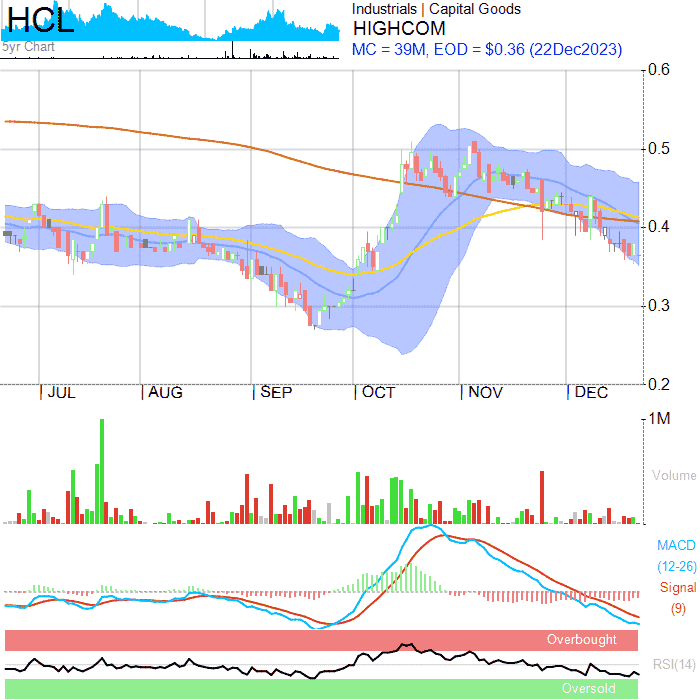 HCL
5yr Chart
Industrials | Capital Goods
HIGHCOM
MC = 39M, EOD = $0.36 (22Dec2023)
0.6
0.5
0.4
0.3
0.2
JUL
AUG
SEP
OCT
NOV
DEC
1M
Volume
MACD
(12-26)
Signal
(9)
Overbought
RSI(14)
Oversold